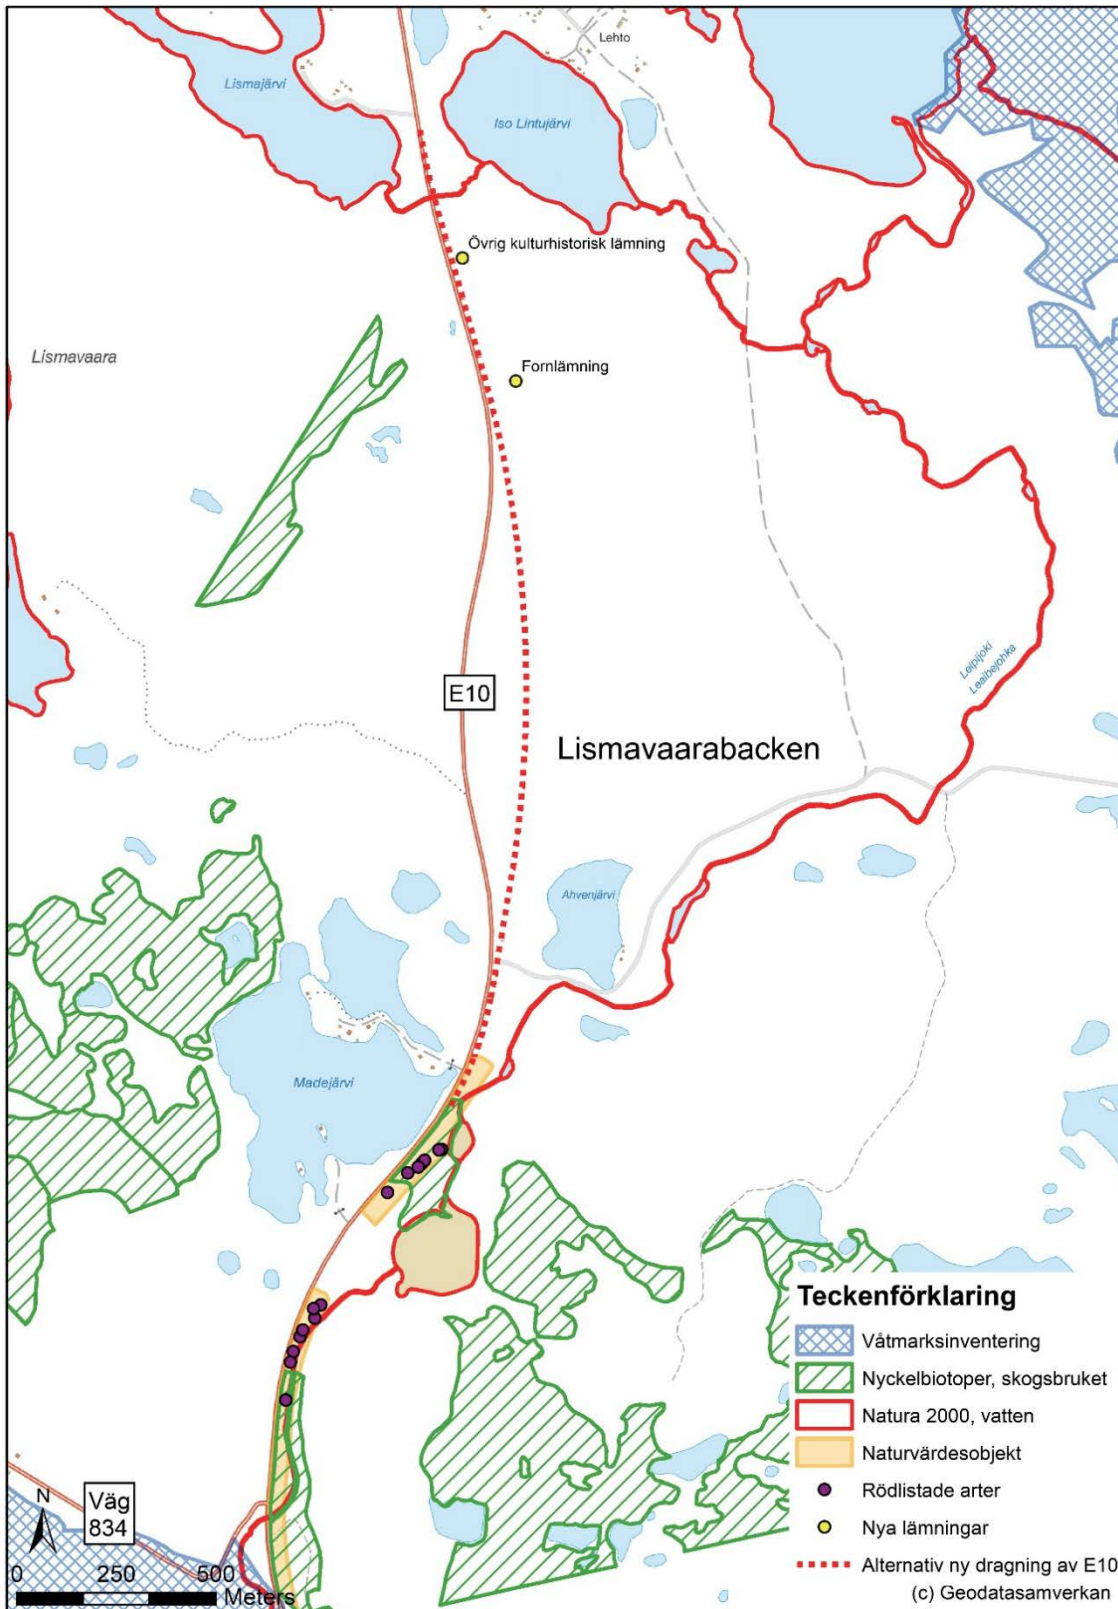 Lehto
Lismajärvi
Iso Lintujärvi
Övrig kulturhistorisk lämning
Lismavaara
Fornlämning
Leipijoki
Leaibejohka
E10
Lismavaarabacken
Ahvenjärvi
Madejärvi
Teckenförklaring
Våtmarksinventering
Nyckelbiotoper, skogsbruket
Natura 2000, vatten
Naturvärdesobjekt
Rödlistade arter
Nya lämningar
Alternativ ny dragning av E10
(c) Geodatasamverkan
Väg
834
N
0 250 500
Meters